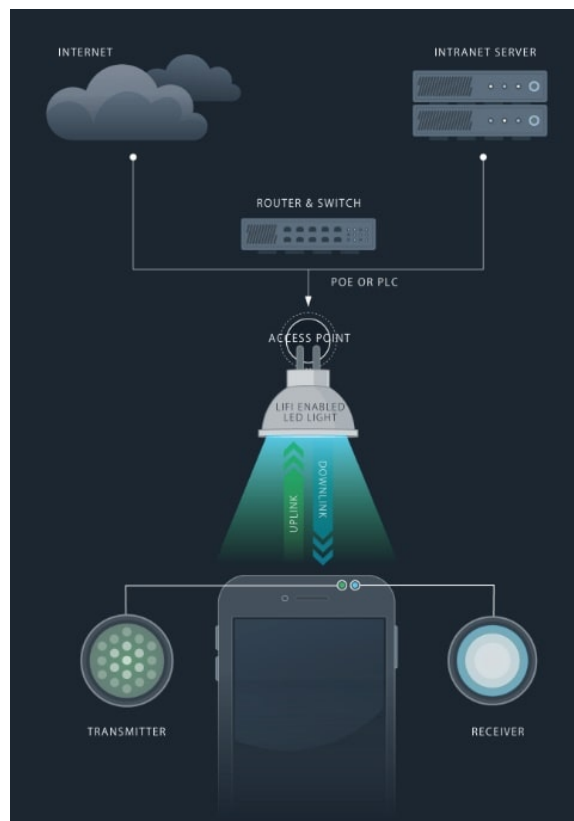 INTERNET
INTRANET SERVER
ROUTER & SWITCH
POE OR PLC
ACCESS POINT
LIFI ENABLED
LED LIGHT
UPLINK
DOWNLINK
TRANSMITTER
RECEIVER